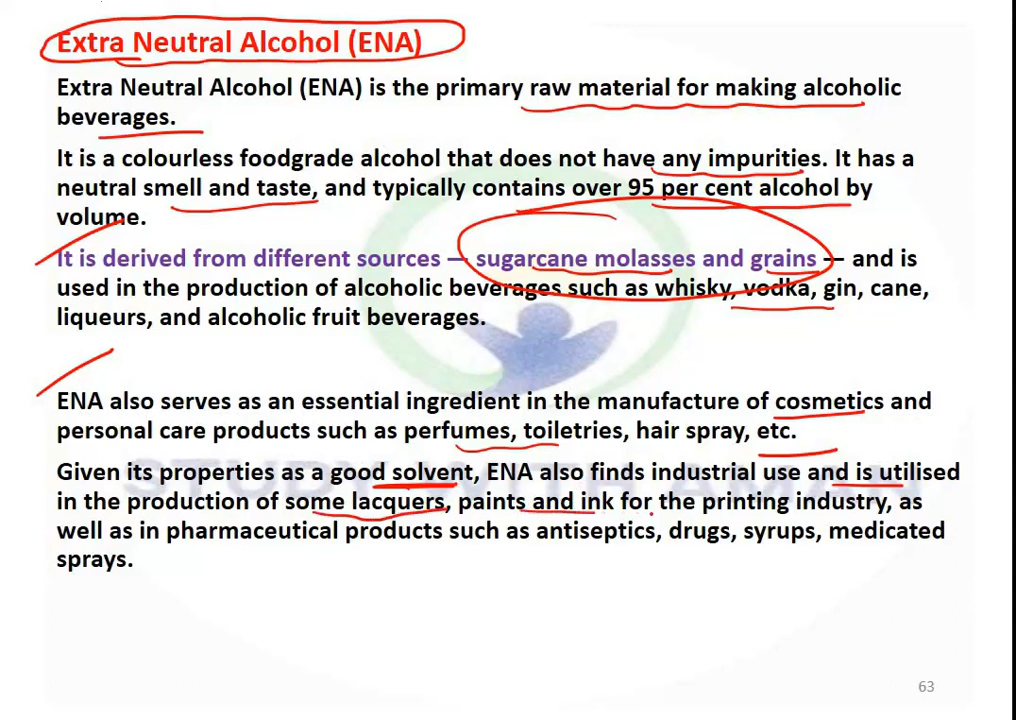 Extra Neutral Alcohol (ENA)
Extra Neutral Alcohol (ENA) is the primary raw material for making alcoholic
beverages.
It is a colourless foodgrade alcohol that does not have any impurities. It has a
neutral smell and taste, and typically contains over 95 per cent alcohol by
volume.
It is derived from different sources — sugarcane molasses and grains — and is
used in the production of alcoholic beverages such as whisky, vodka, gin, cane,
liqueurs, and alcoholic fruit beverages.
ENA also serves as an essential ingredient in the manufacture of cosmetics and
personal care products such as perfumes, toiletries, hair spray, etc.
Given its properties as a good solvent, ENA also finds industrial use and is utilised
STUDY WITH AMAN
in the production of some lacquers, paints and ink for the printing industry, as
well as in pharmaceutical products such as antiseptics, drugs, syrups, medicated
sprays.
63